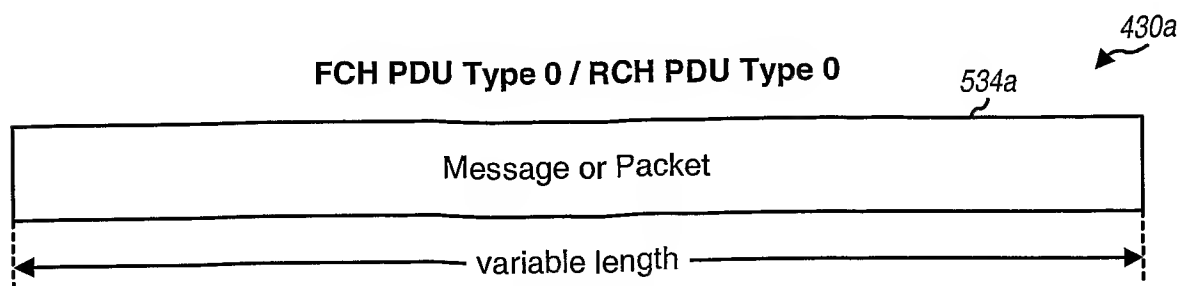 430a
FCH PDU Type 0 / RCH PDU Type 0
534a
Message or Packet
variable length